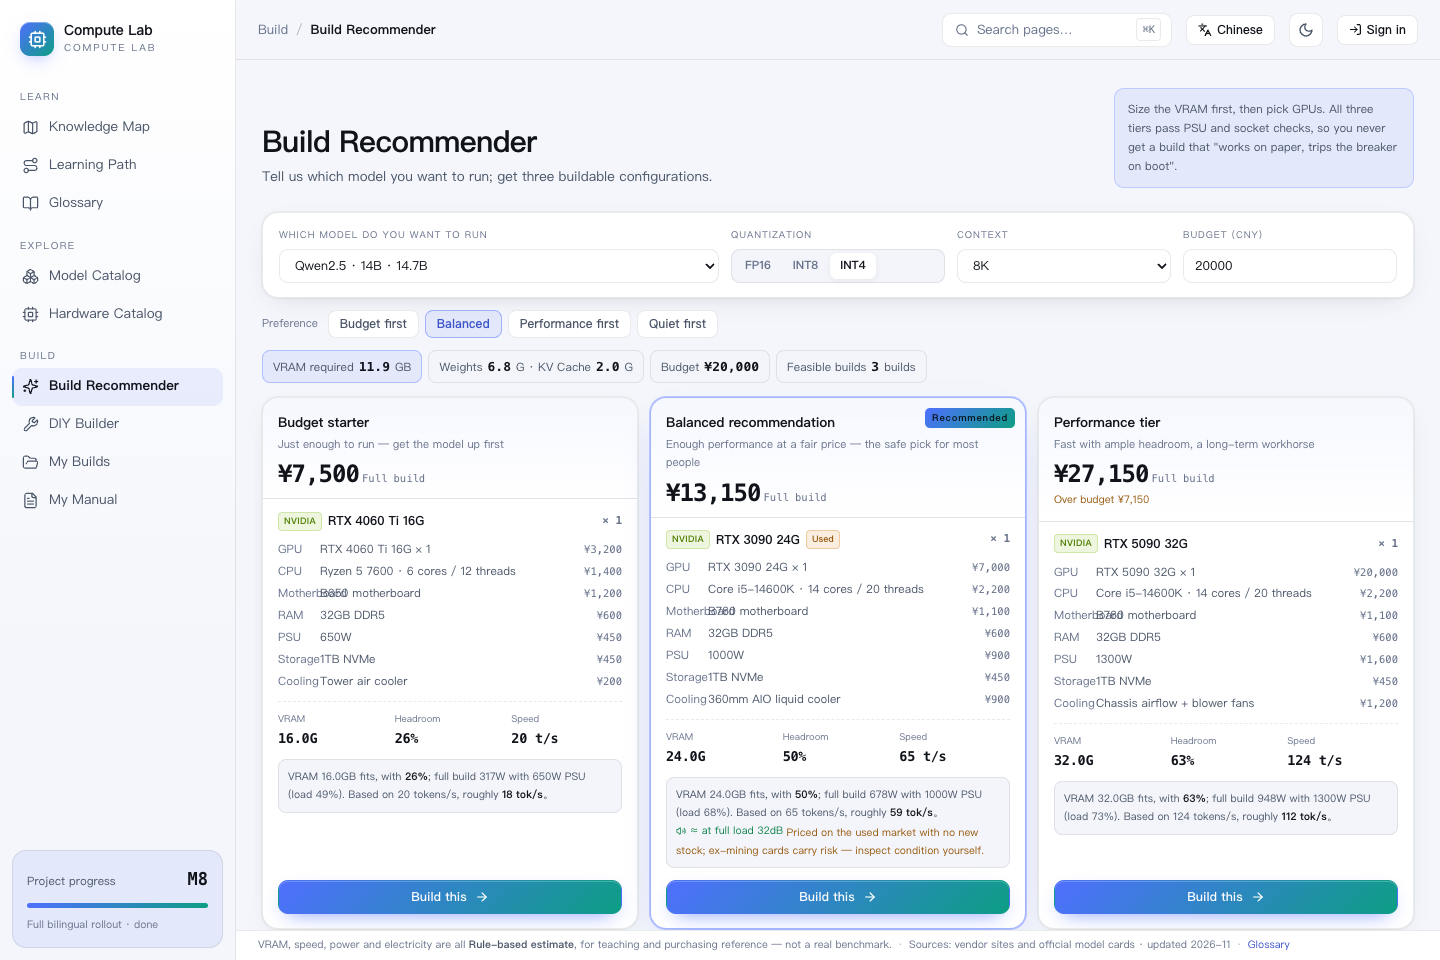 Compute Lab
COMPUTE LAB
LEARN
Knowledge Map
Learning Path
Glossary
EXPLORE
Model Catalog
Hardware Catalog
BUILD
Build Recommender
DIY Builder
My Builds
My Manual
Project progress M8
Full bilingual rollout · done
Build / Build Recommender
Search pages... ⌘K
Chinese
Sign in
Build Recommender
Tell us which model you want to run; get three buildable configurations.
Size the VRAM first, then pick GPUs. All three
tiers pass PSU and socket checks, so you never
get a build that "works on paper, trips the breaker
on boot".
WHICH MODEL DO YOU WANT TO RUN
Qwen2.5 · 14B · 14.7B
QUANTIZATION
FP16 INT8 INT4
CONTEXT
8K
BUDGET (CNY)
20000
Preference Budget first Balanced Performance first Quiet first
VRAM required 11.9 GB
Weights 6.8 G · KV Cache 2.0 G
Budget ¥20,000
Feasible builds 3 builds
Budget starter
Just enough to run — get the model up first
¥7,500 Full build
NVIDIA RTX 4060 Ti 16G × 1
GPU RTX 4060 Ti 16G × 1 ¥3,200
CPU Ryzen 5 7600 · 6 cores / 12 threads ¥1,400
Motherboard B650 motherboard ¥1,200
RAM 32GB DDR5 ¥600
PSU 650W ¥450
Storage 1TB NVMe ¥450
Cooling Tower air cooler ¥200
VRAM Headroom Speed
16.0G 26% 20 t/s
VRAM 16.0GB fits, with 26%; full build 317W with 650W PSU
(load 49%). Based on 20 tokens/s, roughly 18 tok/s。
Build this →
Recommended
Balanced recommendation
Enough performance at a fair price — the safe pick for most
people
¥13,150 Full build
NVIDIA RTX 3090 24G Used × 1
GPU RTX 3090 24G × 1 ¥7,000
CPU Core i5-14600K · 14 cores / 20 threads ¥2,200
Motherboard B760 motherboard ¥1,100
RAM 32GB DDR5 ¥600
PSU 1000W ¥900
Storage 1TB NVMe ¥450
Cooling 360mm AIO liquid cooler ¥900
VRAM Headroom Speed
24.0G 50% 65 t/s
VRAM 24.0GB fits, with 50%; full build 678W with 1000W PSU
(load 68%). Based on 65 tokens/s, roughly 59 tok/s。
≈ at full load 32dB Priced on the used market with no new
stock; ex-mining cards carry risk — inspect condition yourself.
Build this →
Performance tier
Fast with ample headroom, a long-term workhorse
¥27,150 Full build
Over budget ¥7,150
NVIDIA RTX 5090 32G × 1
GPU RTX 5090 32G × 1 ¥20,000
CPU Core i5-14600K · 14 cores / 20 threads ¥2,200
Motherboard B760 motherboard ¥1,100
RAM 32GB DDR5 ¥600
PSU 1300W ¥1,600
Storage 1TB NVMe ¥450
Cooling Chassis airflow + blower fans ¥1,200
VRAM Headroom Speed
32.0G 63% 124 t/s
VRAM 32.0GB fits, with 63%; full build 948W with 1300W PSU
(load 73%). Based on 124 tokens/s, roughly 112 tok/s。
Build this →
VRAM, speed, power and electricity are all Rule-based estimate, for teaching and purchasing reference — not a real benchmark. · Sources: vendor sites and official model cards · updated 2026-11 · Glossary